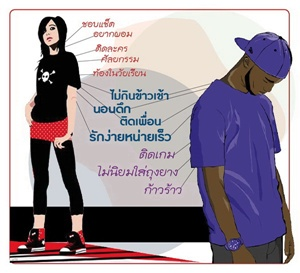 ชอบแช็ต
อยากผอม
ติดละคร
ศัลยกรรม
ท้องในวัยเรียน
ไม่กินข้าวเช้า
นอนดึก
ติดเพื่อน
รักง่ายหน่ายเร็ว
ติดเกม
ไม่นิยมใส่ถุงยาง
ก้าวร้าว